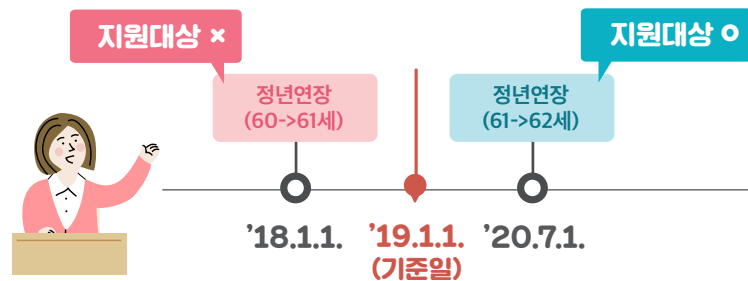 지원대상 ×
지원대상 O
정년연장
(60->61세)
정년연장
(61->62세)
’18.1.1.
’19.1.1.
(기준일)
’20.7.1.